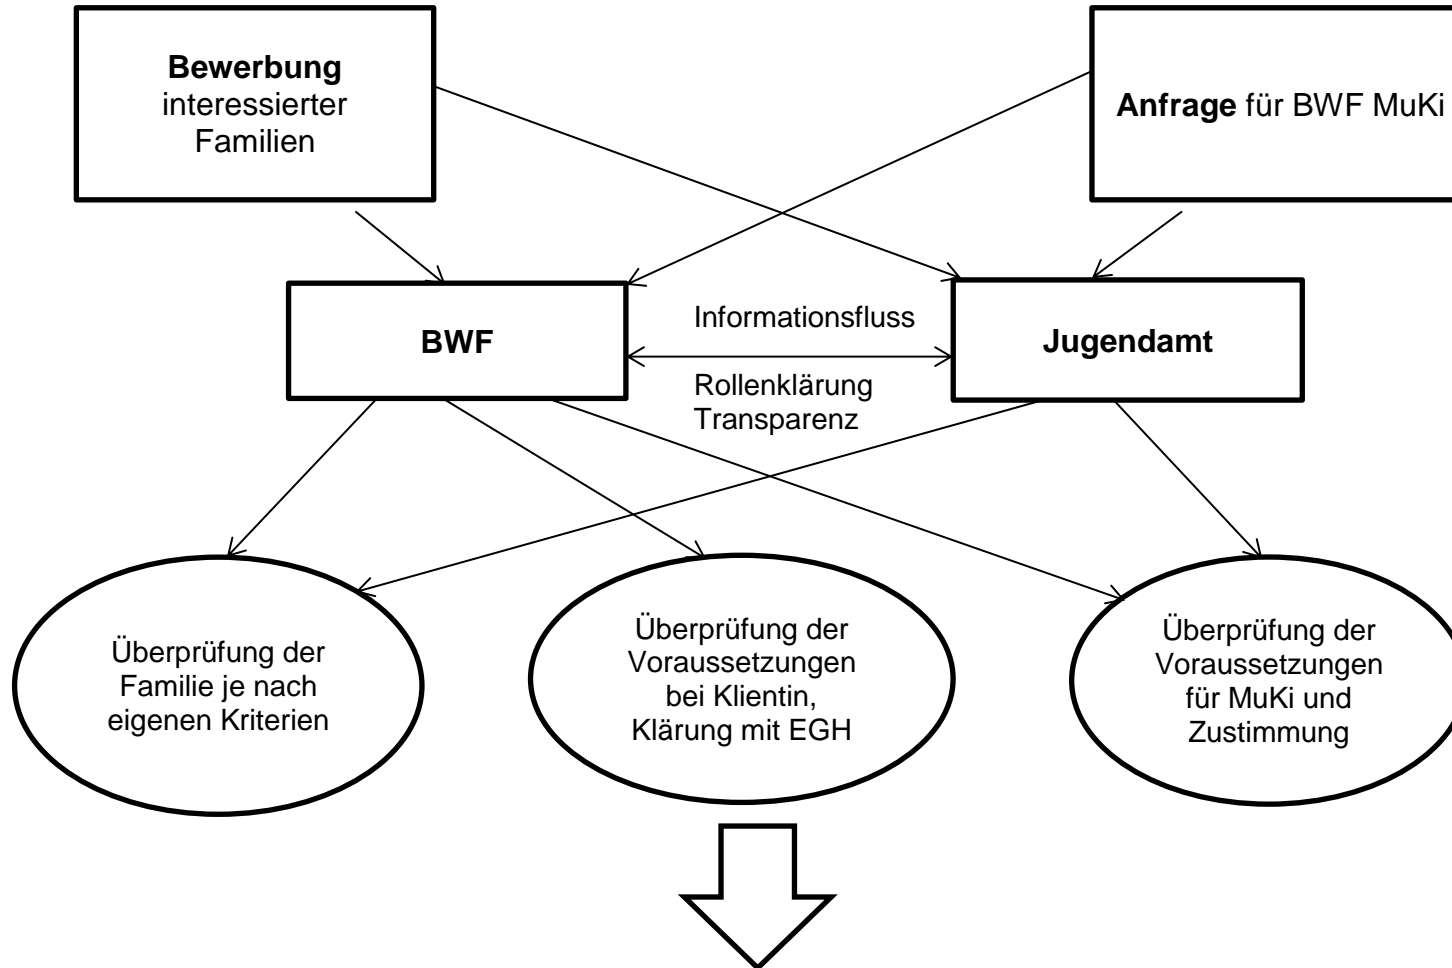 Bewerbung
interessierter
Familien
Anfrage für BWF MuKi
BWF
Informationsfluss
Rollenklärung
Transparenz
Jugendamt
Überprüfung der
Familie je nach
eigenen Kriterien
Überprüfung der
Voraussetzungen
bei Klientin,
Klärung mit EGH
Überprüfung der
Voraussetzungen
für MuKi und
Zustimmung